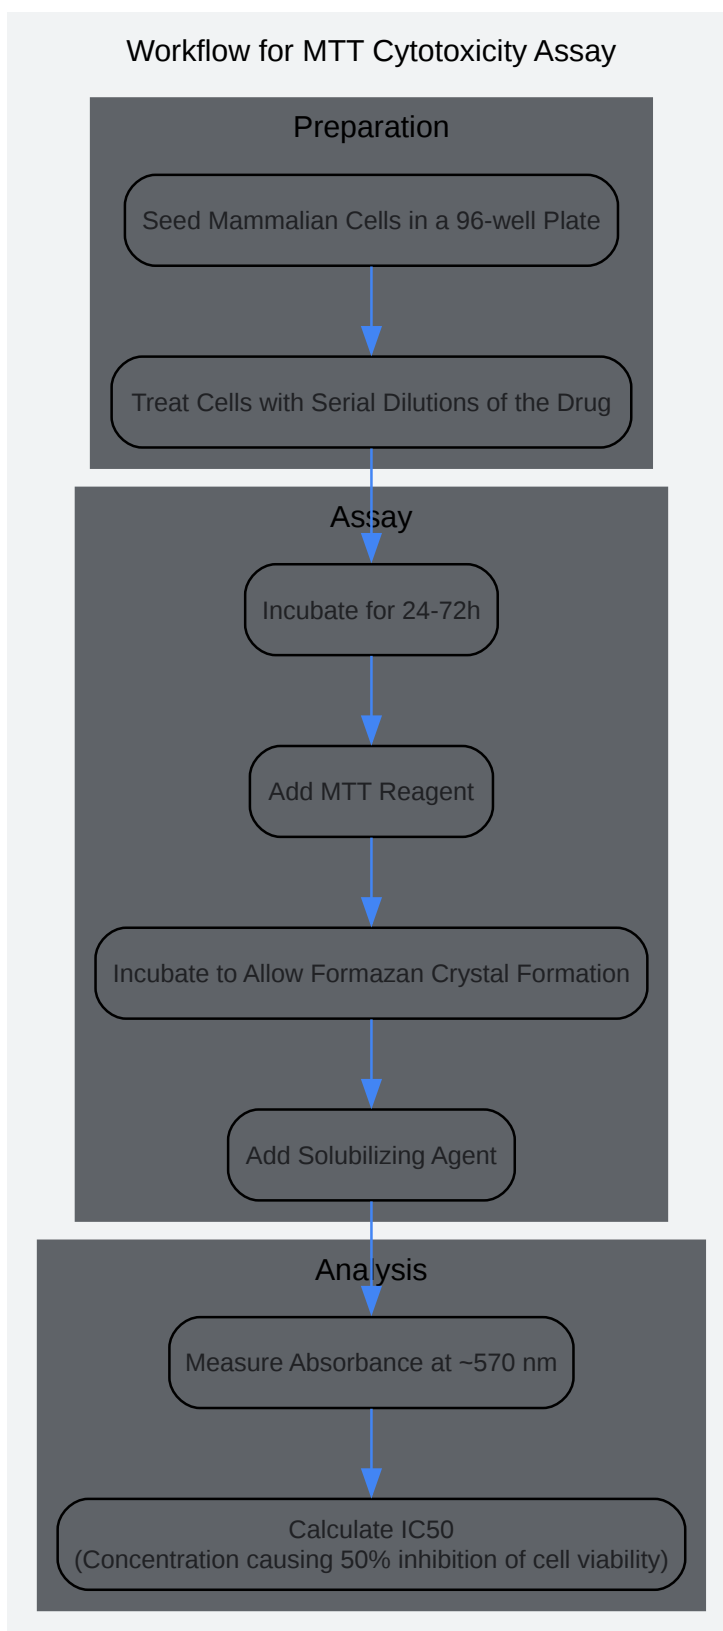 Workflow for MTT Cytotoxicity Assay
Preparation
Seed Mammalian Cells in a 96-well Plate
Treat Cells with Serial Dilutions of the Drug
Assay
Incubate for 24-72h
Add MTT Reagent
Incubate to Allow Formazan Crystal Formation
Add Solubilizing Agent
Analysis
Measure Absorbance at ~570 nm
Calculate IC50
(Concentration causing 50% inhibition of cell viability)